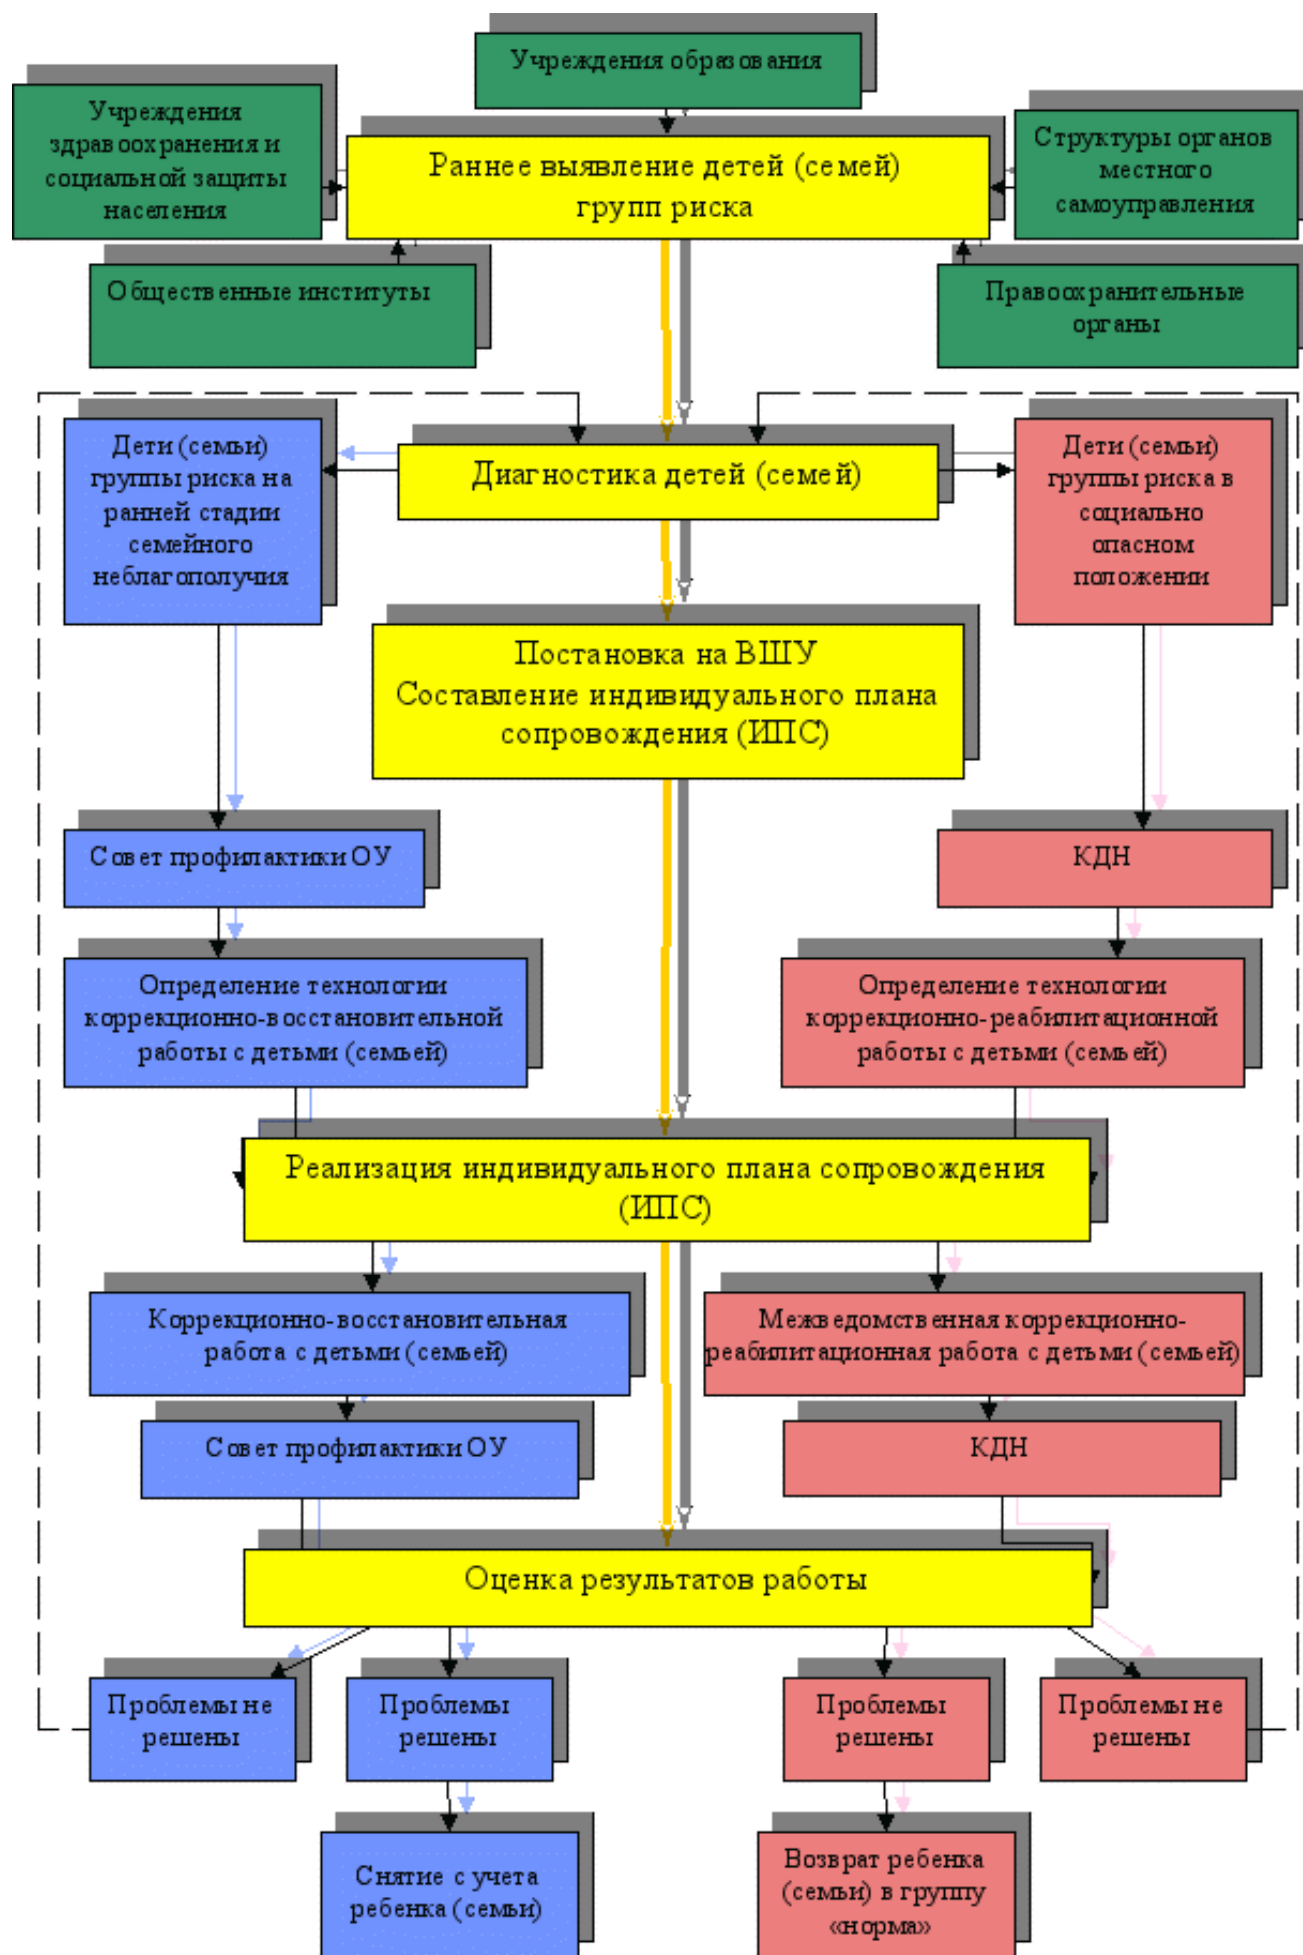 Учреждения образования
Учреждения
здравоохранения и
социальной защиты
населения
Раннее выявление детей (семей)
групп риска
Структуры органов
местного
самоуправления
Общественные институты
Правоохранительные
органы
Дети (семьи)
группы риска на
ранней стадии
семейного
неблагополучия
Диагностика детей (семей)
Дети (семьи)
группы риска в
социально
опасном
положении
Постановка на ВШУ
Составление индивидуального плана
сопровождения (ИПС)
Совет профилактики ОУ
КДН
Определение технологии
коррекционно-восстановительной
работы с детьми (семьей)
Определение технологии
коррекционно-реабилитационной
работы с детьми (семьей)
Реализация индивидуального плана сопровождения
(ИПС)
Коррекционно-восстановительная
работа с детьми (семьей)
Межведомственная коррекционно-
реабилитационная работа с детьми (семьей)
Совет профилактики ОУ
КДН
Оценка результатов работы
Проблемы не
решены
Проблемы
решены
Проблемы
решены
Проблемы не
решены
Снятие с учета
ребенка (семьи)
Возврат ребенка
(семьи) в группу
«норма»